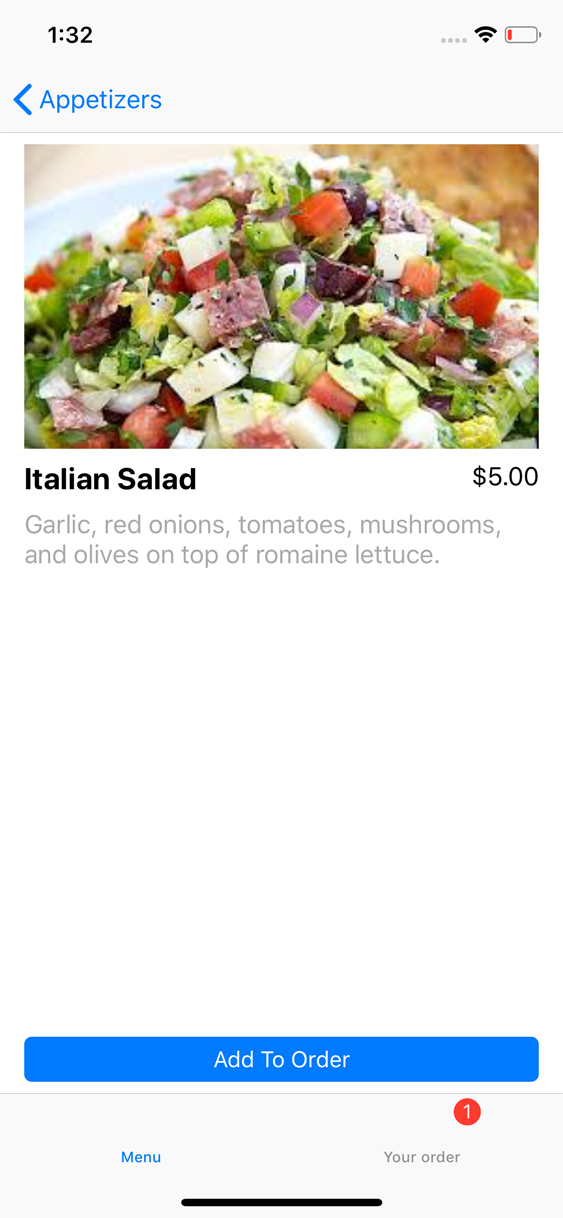 1:32
Appetizers
Italian Salad
$5.00
Garlic, red onions, tomatoes, mushrooms,
and olives on top of romaine lettuce.
Add To Order
1
Menu
Your order